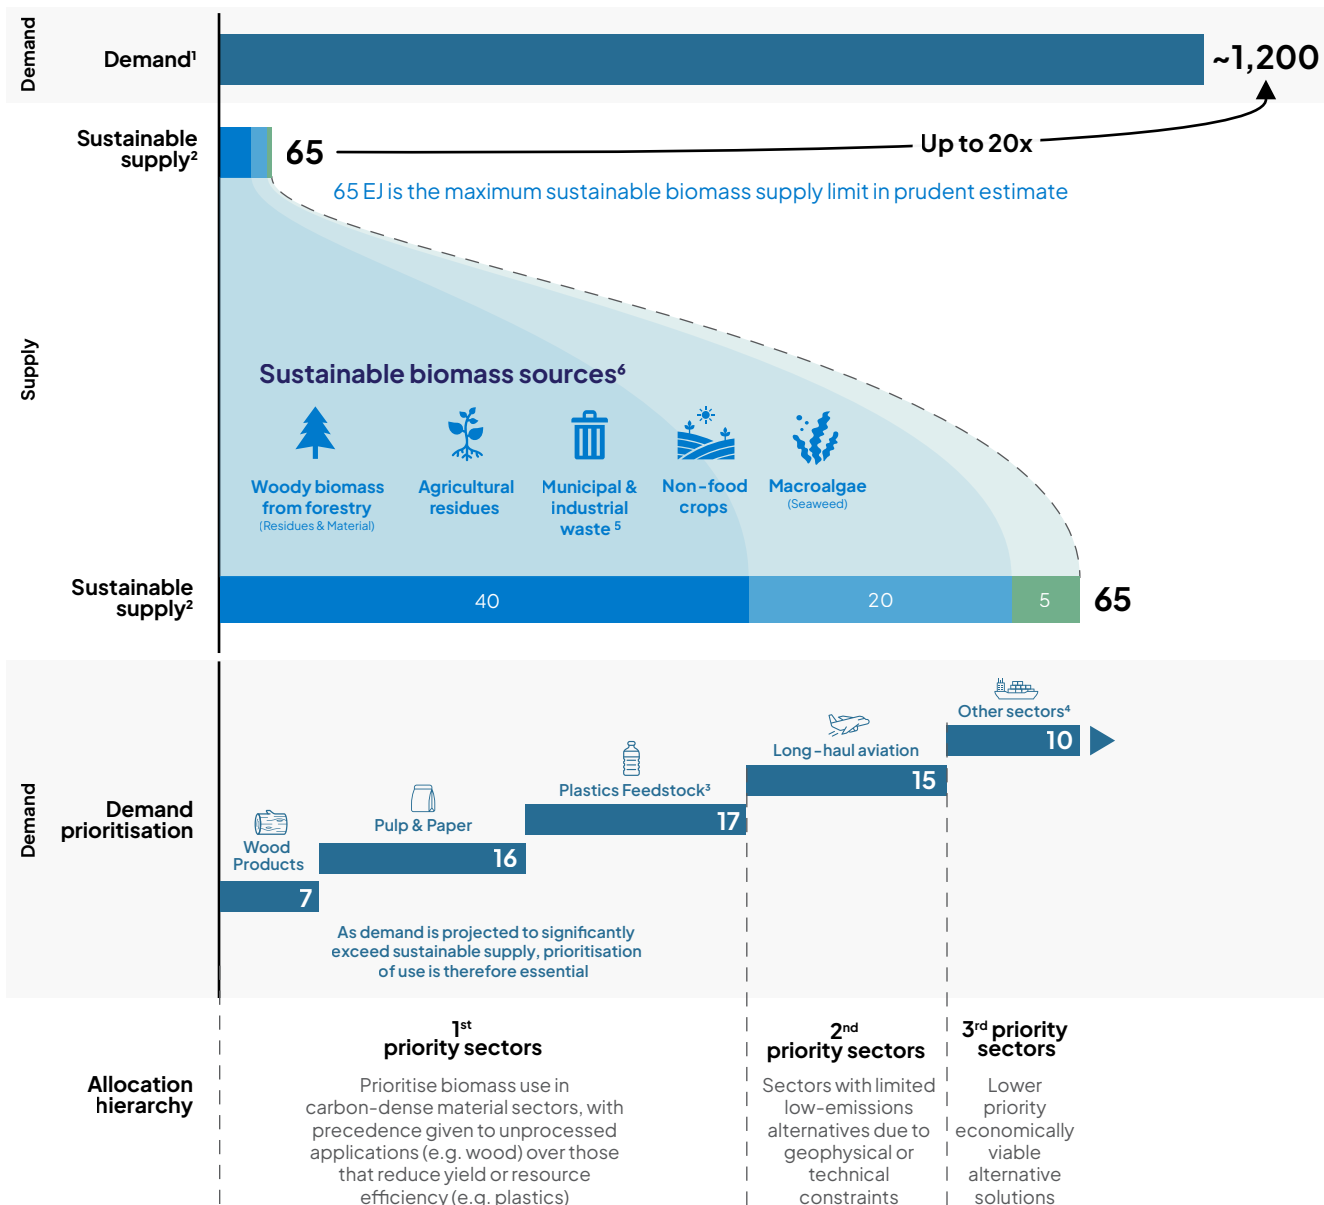 Demand
Demand¹
~1,200
Sustainable
supply²
65
Up to 20x
65 EJ is the maximum sustainable biomass supply limit in prudent estimate
Supply
Sustainable biomass sources⁶
Woody biomass
from forestry
(Residues & Material)
Agricultural
residues
Municipal &
industrial
waste ⁵
Non-food
crops
Macroalgae
(Seaweed)
Sustainable
supply²
40
20
5
65
Demand
Demand
prioritisation
Wood
Products
7
Pulp & Paper
16
Plastics Feedstock³
17
Long-haul aviation
15
Other sectors⁴
10
As demand is projected to significantly
exceed sustainable supply, prioritisation
of use is therefore essential
Allocation
hierarchy
1st
priority sectors
Prioritise biomass use in
carbon-dense material sectors, with
precedence given to unprocessed
applications (e.g. wood) over those
that reduce yield or resource
efficiency (e.g. plastics)
2nd
priority sectors
Sectors with limited
low-emissions
alternatives due to
geophysical or
technical
constraints
3rd priority
sectors
Lower
priority
economically
viable
alternative
solutions